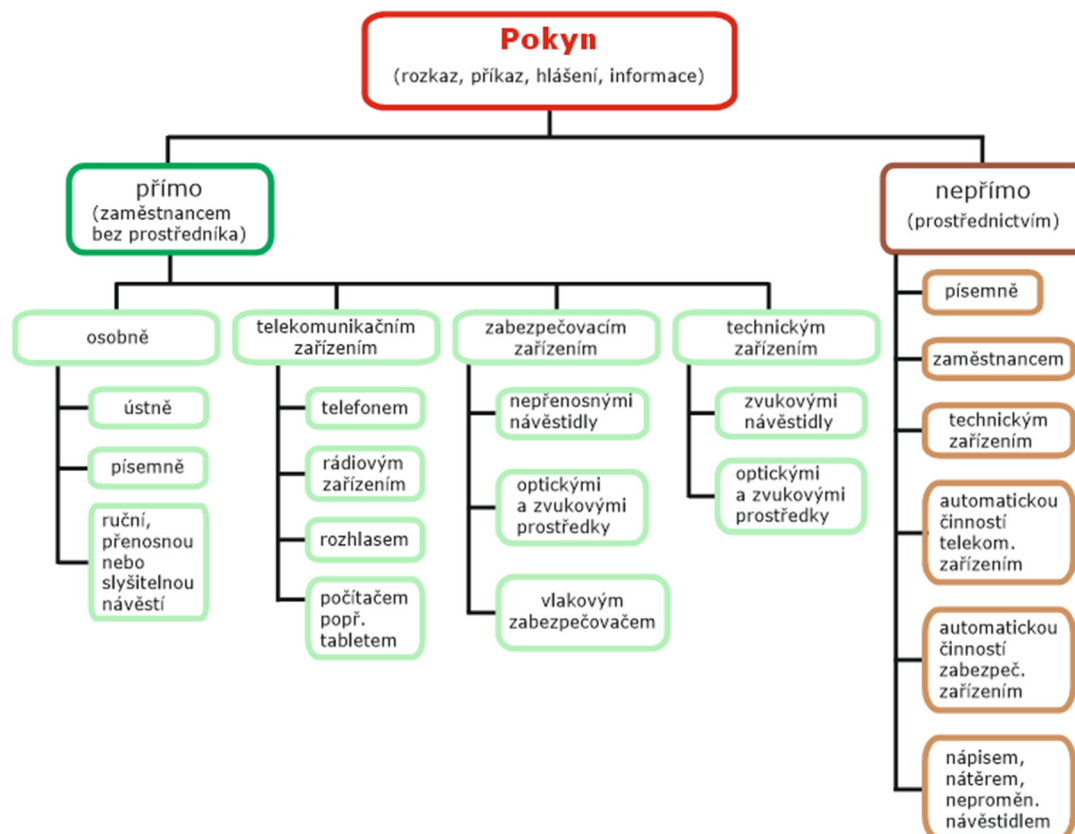 Pokyn
(rozkaz, příkaz, hlášení, informace)
přímo
(zaměstnancem
bez prostředníka)
nepřímo
(prostřednictvím)
osobně
ústně
písemně
ruční,
přenosnou
nebo
slyšitelnou
návěstí
telekomunikačním
zařízením
telefonem
rádiovým
zařízením
rozhlasem
počítačem
popř.
tabletem
zabezpečovacím
zařízením
nepřenosnými
návěstidly
optickými
a zvukovými
prostředky
vlakovým
zabezpečovačem
technickým
zařízením
zvukovými
návěstidly
optickými
a zvukovými
prostředky
písemně
zaměstnancem
technickým
zařízením
automatickou
činností
telekom.
zařízením
automatickou
činností
zabezpeč.
zařízením
nápisem,
nátěrem,
neproměn.
návěstidlem